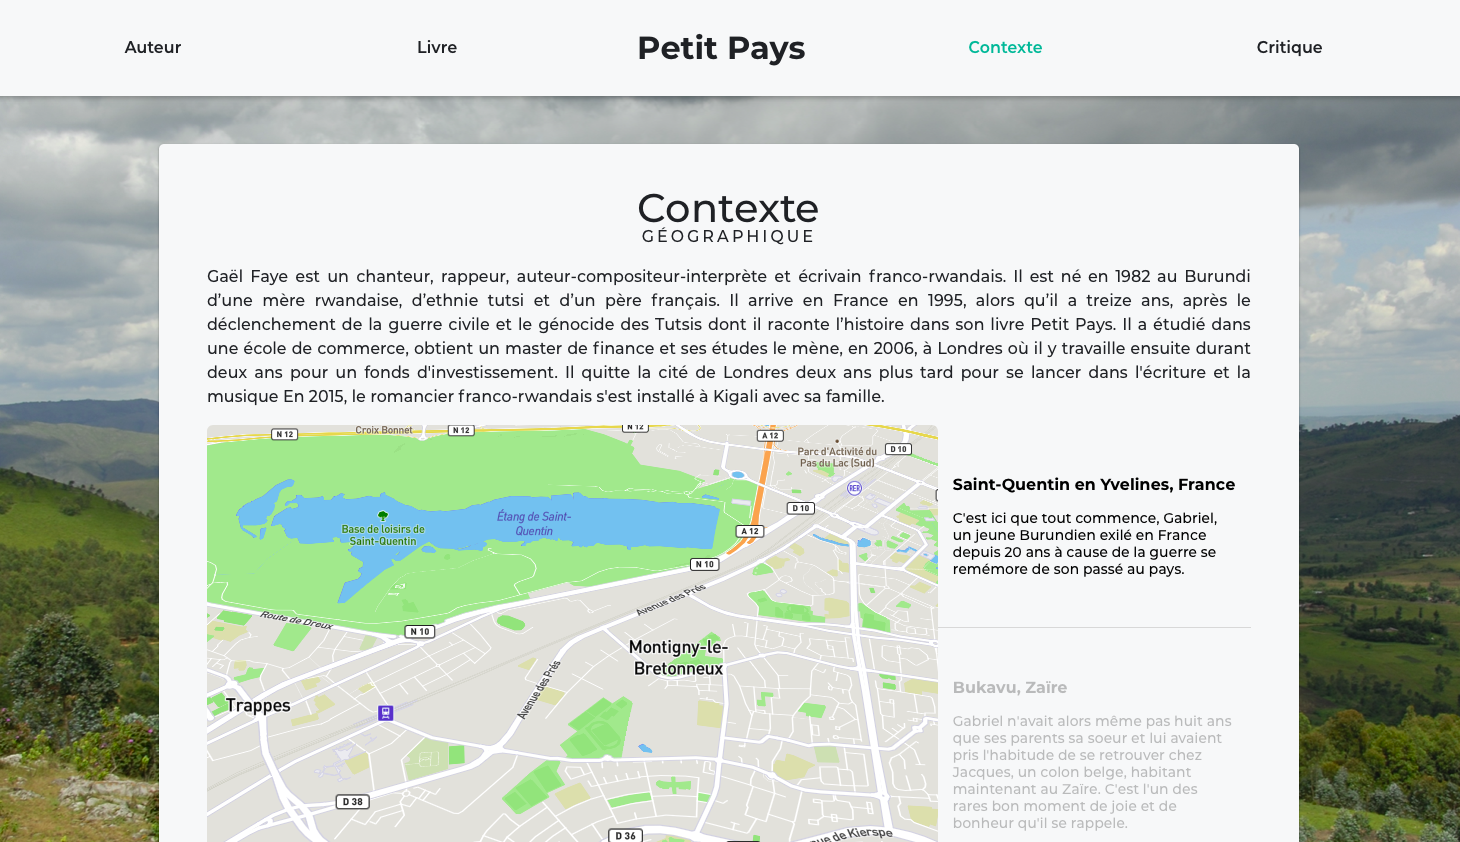 Auteur
Livre
Petit Pays
Contexte
Critique
Contexte
GÉOGRAPHIQUE
Gaël Faye est un chanteur, rappeur, auteur-compositeur-interprète et écrivain franco-rwandais. Il est né en 1982 au Burundi
d’une mère rwandaise, d’ethnie tutsi et d’un père français. Il arrive en France en 1995, alors qu’il a treize ans, après le
déclenchement de la guerre civile et le génocide des Tutsis dont il raconte l’histoire dans son livre Petit Pays. Il a étudié dans
une école de commerce, obtient un master de finance et ses études le mène, en 2006, à Londres où il y travaille ensuite durant
deux ans pour un fonds d'investissement. Il quitte la cité de Londres deux ans plus tard pour se lancer dans l'écriture et la
musique En 2015, le romancier franco-rwandais s'est installé à Kigali avec sa famille.
N 12
Croix Bonnet
N 12
N 12
A 12
D 10
Parc d'Activité du
Pas du Lac (Sud)
RER
D 10
Base de loisirs de
Saint-Quentin
Étang de Saint-
Quentin
A 12
N 10
Avenue des Prés
Route de Dreux
N 10
Montigny-le-
Bretonneux
Avenue des Prés
Trappes
D 38
D 36
ue de Kierspe
Saint-Quentin en Yvelines, France
C'est ici que tout commence, Gabriel,
un jeune Burundien exilé en France
depuis 20 ans à cause de la guerre se
remémore de son passé au pays.
Bukavu, Zaïre
Gabriel n'avait alors même pas huit ans
que ses parents sa soeur et lui avaient
pris l'habitude de se retrouver chez
Jacques, un colon belge, habitant
maintenant au Zaïre. C'est l'un des
rares bon moment de joie et de
bonheur qu'il se rappele.